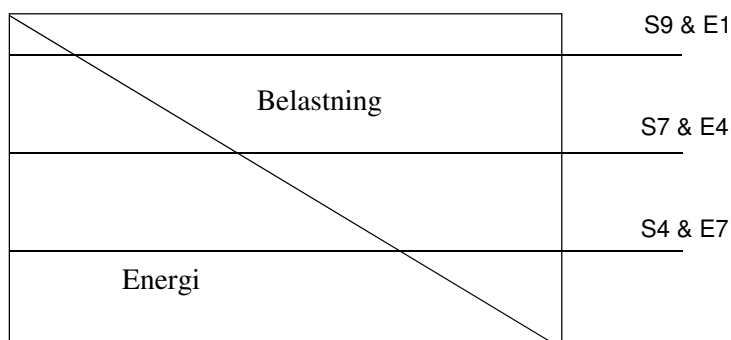 S9 & E1
Belastning
S7 & E4
S4 & E7
Energi